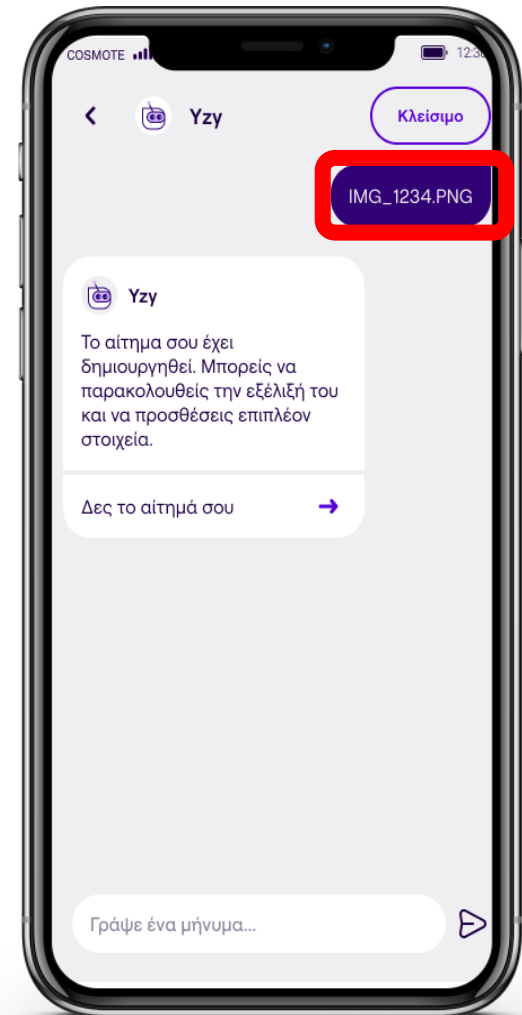 COSMOTE
Yzy
Κλείσιμο
IMG_1234.PNG
Yzy
Το αίτημα σου έχει
δημιουργηθεί. Μπορείς να
παρακολουθείς την εξέλιξή του
και να προσθέσεις επιπλέον
στοιχεία.
Δες το αίτημά σου
Γράψε ένα μήνυμα...